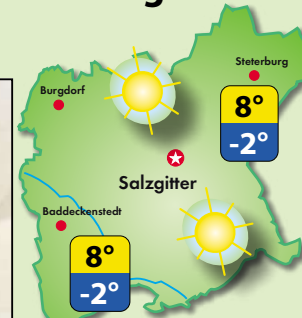 Steterburg
Burgdorf
8°
-2°
Salzgitter
Baddeckenstedt
8°
-2°